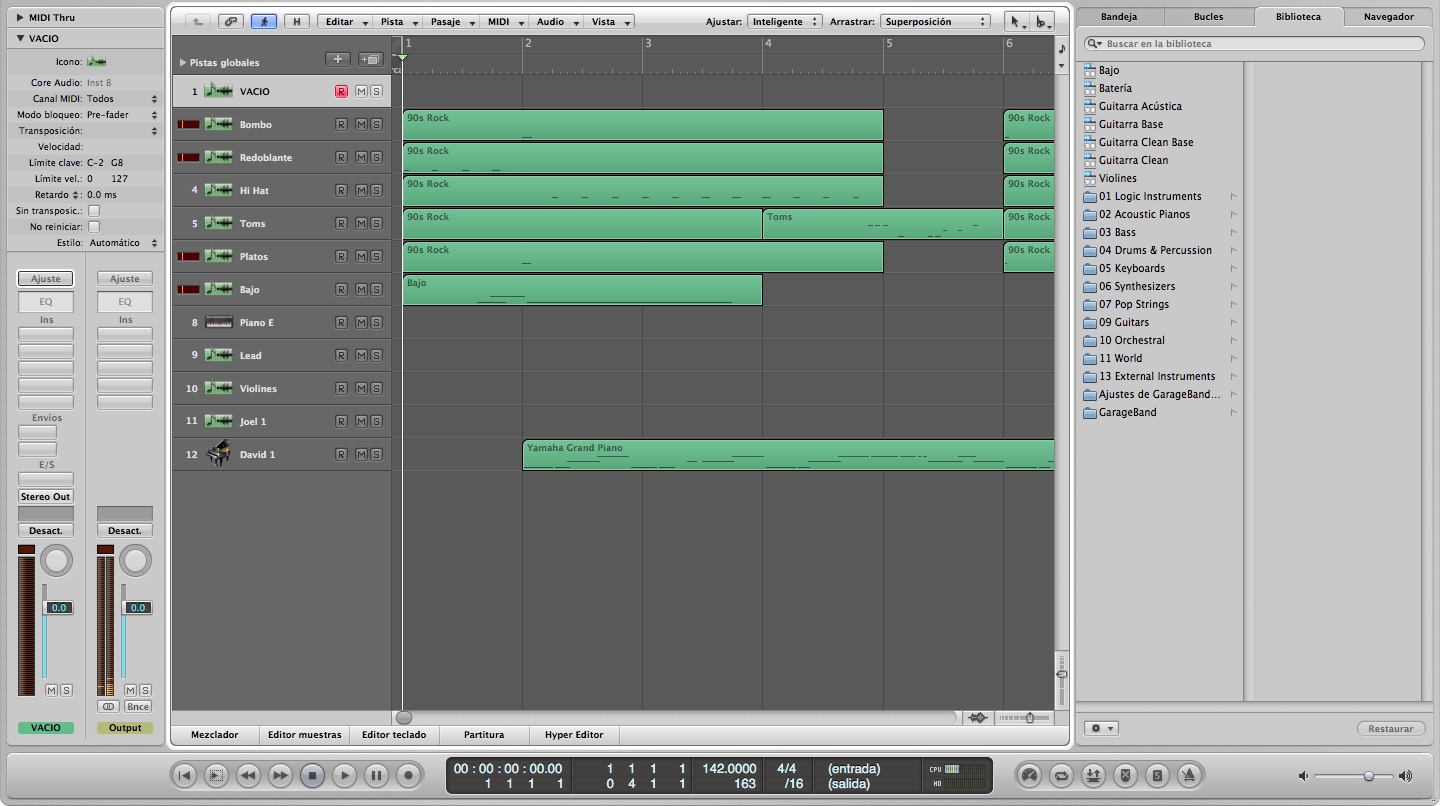 MIDI Thru
VACIO
Icono:
Core Audio: Inst 8
Canal MIDI: Todos
Modo bloqueo: Pre-fader
Transposición:
Velocidad:
Límite clave: C-2 G8
Límite vel.: 0 127
Retardo : 0.0 ms
Sin transposic.:
No reiniciar:
Estilo: Automático
Ajuste Ajuste
EQ EQ
Ins Ins
Envíos
E/S
Stereo Out
Desact. Desact.
0.0 0.0
M S M S
Bnce
VACIO Output
H Editar Pista Pasaje MIDI Audio Vista Ajustar: Inteligente Arrastrar: Superposición
Pistas globales
1 2 3 4 5 6
1 VACIO R M S
Bombo R M S
90s Rock 90s Rock
Redoblante R M S
90s Rock 90s Rock
4 Hi Hat R M S
90s Rock 90s Rock
5 Toms R M S
90s Rock Toms 90s Rock
Platos R M S
90s Rock 90s Rock
Bajo R M S
Bajo
8 Piano E R M S
9 Lead R M S
10 Violines R M S
11 Joel 1 R M S
12 David 1 R M S
Yamaha Grand Piano
Mezclador Editor muestras Editor teclado Partitura Hyper Editor
Bandeja Bucles Biblioteca Navegador
Buscar en la biblioteca
Bajo
Batería
Guitarra Acústica
Guitarra Base
Guitarra Clean Base
Guitarra Clean
Violines
01 Logic Instruments
02 Acoustic Pianos
03 Bass
04 Drums & Percussion
05 Keyboards
06 Synthesizers
07 Pop Strings
09 Guitars
10 Orchestral
11 World
13 External Instruments
Ajustes de GarageBand...
GarageBand
Restaurar
00 : 00 : 00 : 00.00 1 1 1 1 142.0000 4/4 (entrada) CPU
1 1 1 1 0 4 1 1 163 /16 (salida) HD
S